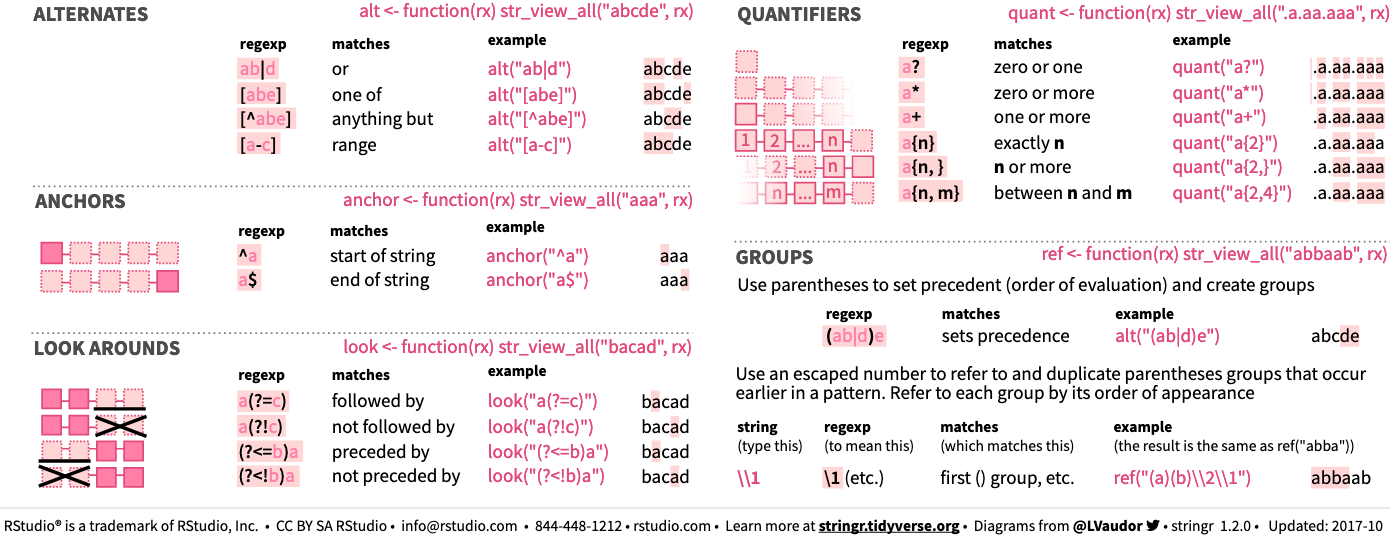 ALTERNATES alt <- function(rx) str_view_all("abcde", rx)
regexp matches example
ab|d or alt("ab|d") abcde
[abe] one of alt("[abe]") abcde
[^abe] anything but alt("[^abe]") abcde
[a-c] range alt("[a-c]") abcde
ANCHORS anchor <- function(rx) str_view_all("aaa", rx)
regexp matches example
^a start of string anchor("^a") aaa
a$ end of string anchor("a$") aaa
LOOK AROUNDS look <- function(rx) str_view_all("bacad", rx)
regexp matches example
a(?=c) followed by look("a(?=c)") bacad
a(?!c) not followed by look("a(?!c)") bacad
(?<=b)a preceded by look("(?<=b)a") bacad
(?<!b)a not preceded by look("(?<!b)a") bacad
QUANTIFIERS quant <- function(rx) str_view_all(".a.aa.aaa", rx)
regexp matches example
a? zero or one quant("a?") .a.aa.aaa
a* zero or more quant("a*") .a.aa.aaa
a+ one or more quant("a+") .a.aa.aaa
1 2 ... n a{n} exactly n quant("a{2}") .a.aa.aaa
1 2 ... n a{n, } n or more quant("a{2,}") .a.aa.aaa
n ... m a{n, m} between n and m quant("a{2,4}") .a.aa.aaa
GROUPS ref <- function(rx) str_view_all("abbaab", rx)
Use parentheses to set precedent (order of evaluation) and create groups
regexp matches example
(ab|d)e sets precedence alt("(ab|d)e") abcde
Use an escaped number to refer to and duplicate parentheses groups that occur
earlier in a pattern. Refer to each group by its order of appearance
string regexp matches example
(type this) (to mean this) (which matches this) (the result is the same as ref("abba"))
\\1 \1 (etc.) first () group, etc. ref("(a)(b)\\2\\1") abbaab
RStudio® is a trademark of RStudio, Inc. • CC BY SA RStudio • info@rstudio.com • 844-448-1212 • rstudio.com • Learn more at stringr.tidyverse.org • Diagrams from @LVaudor • stringr 1.2.0 • Updated: 2017-10